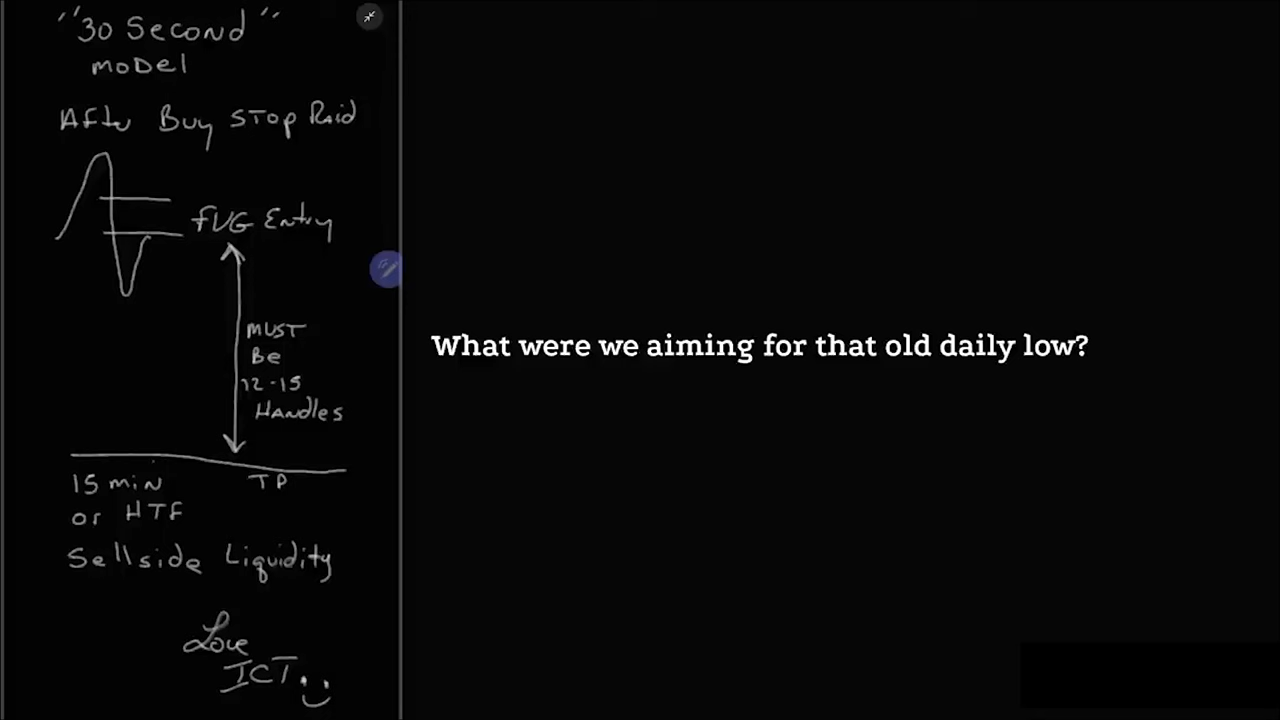 "30 Second"
model
After Buy STop Raid
FVG Entry
MUST
Be
12-15
HANdles
15 min
TP
or HTF
Sellside Liquidity
Love
ICT
What were we aiming for that old daily low?